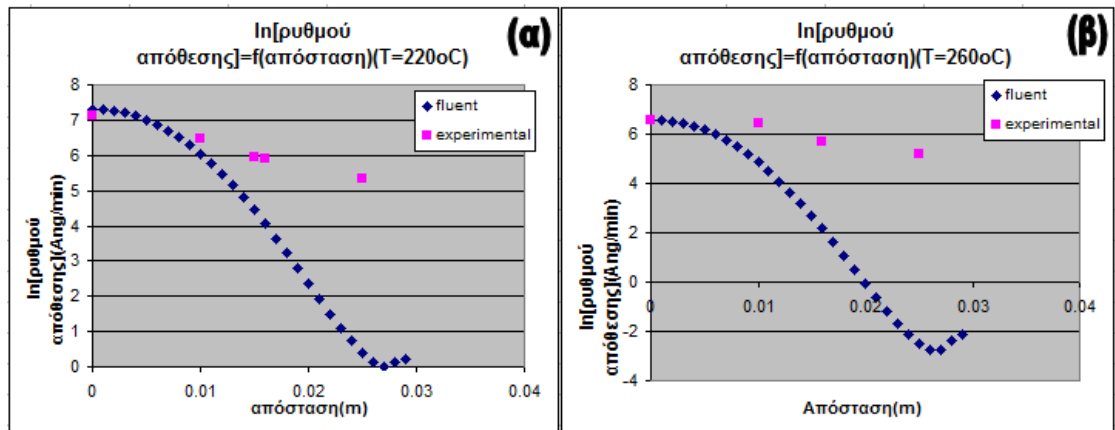 ln[ρυθμού
απόθεσης]=f(απόσταση)(T=220oC)
(α)
8
7
6
5
4
3
2
1
0
0
0.01
0.02
0.03
0.04
ln[ρυθμού
απόθεσης](Ang/min)
απόσταση(m)
fluent
experimental
ln[ρυθμού
απόθεσης]=f(απόσταση)(T=260oC)
(β)
8
6
4
2
0
-2
-4
0
0.01
0.02
0.03
0.04
ln[ρυθμού
απόθεσης](Ang/min)
Απόσταση(m)
fluent
experimental